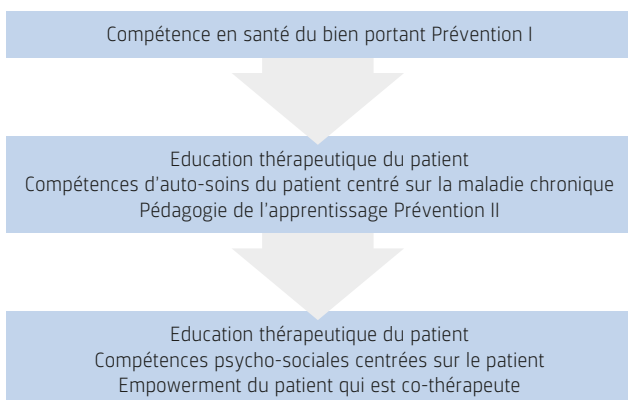 Compétence en santé du bien portant Prévention I
Education thérapeutique du patient
Compétences d'auto-soins du patient centré sur la maladie chronique
Pédagogie de l'apprentissage Prévention II
Education thérapeutique du patient
Compétences psycho-sociales centrées sur le patient
Empowerment du patient qui est co-thérapeute